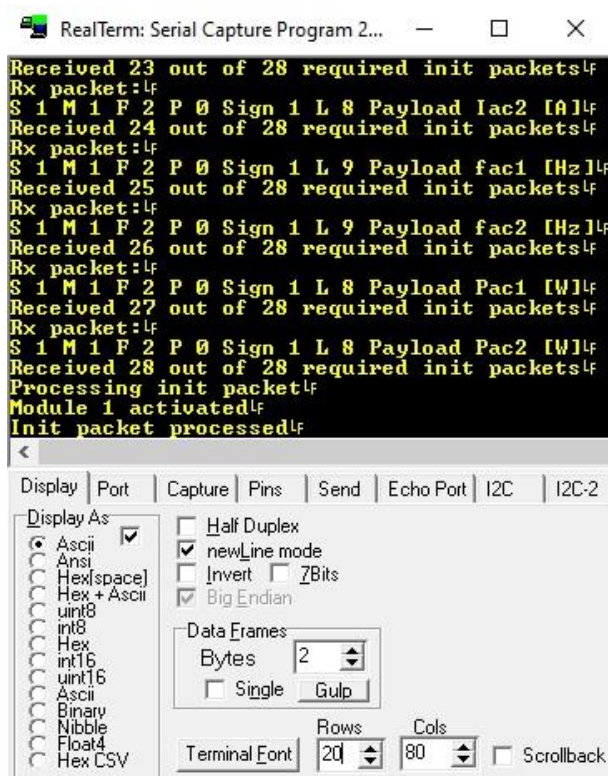 RealTerm: Serial Capture Program 2...
Received 23 out of 28 required init packets␊
Rx packet:␊
S 1 M 1 F 2 P 0 Sign 1 L 8 Payload Iac2 [A]␊
Received 24 out of 28 required init packets␊
Rx packet:␊
S 1 M 1 F 2 P 0 Sign 1 L 9 Payload fac1 [Hz]␊
Received 25 out of 28 required init packets␊
Rx packet:␊
S 1 M 1 F 2 P 0 Sign 1 L 9 Payload fac2 [Hz]␊
Received 26 out of 28 required init packets␊
Rx packet:␊
S 1 M 1 F 2 P 0 Sign 1 L 8 Payload Pac1 [W]␊
Received 27 out of 28 required init packets␊
Rx packet:␊
S 1 M 1 F 2 P 0 Sign 1 L 8 Payload Pac2 [W]␊
Received 28 out of 28 required init packets␊
Processing init packet␊
Module 1 activated␊
Init packet processed␊
Display Port Capture Pins Send Echo Port I2C I2C-2
Display As
Ascii
Ansi
Hex[space]
Hex + Ascii
uint8
int8
Hex
int16
uint16
Ascii
Binary
Nibble
Float4
Hex CSV
Half Duplex
newLine mode
Invert 7Bits
Big Endian
Data Frames
Bytes 2
Single Gulp
Rows Cols
Terminal Font 20 80 Scrollback